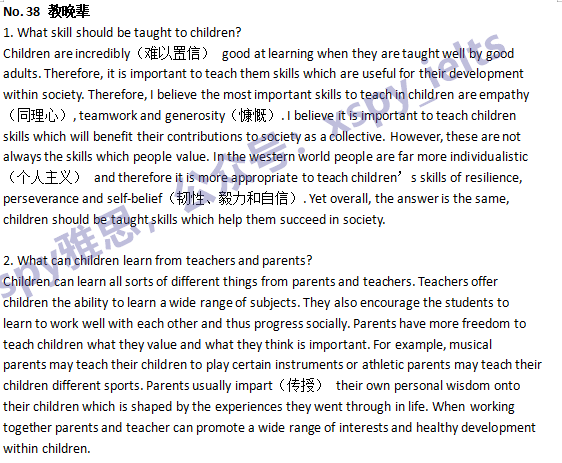 No. 38 教晚辈
1. What skill should be taught to children?
Children are incredibly（难以置信） good at learning when they are taught well by good
adults. Therefore, it is important to teach them skills which are useful for their development
within society. Therefore, I believe the most important skills to teach in children are empathy
（同理心）, teamwork and generosity（慷慨）. I believe it is important to teach children
skills which will benefit their contributions to society as a collective. However, these are not
always the skills which people value. In the western world people are far more individualistic
（个人主义） and therefore it is more appropriate to teach children’s skills of resilience,
perseverance and self-belief（韧性、毅力和自信）. Yet overall, the answer is the same,
children should be taught skills which help them succeed in society.
2. What can children learn from teachers and parents?
Children can learn all sorts of different things from parents and teachers. Teachers offer
children the ability to learn a wide range of subjects. They also encourage the students to
learn to work well with each other and thus progress socially. Parents have more freedom to
teach children what they value and what they think is important. For example, musical
parents may teach their children to play certain instruments or athletic parents may teach their
children different sports. Parents usually impart（传授） their own personal wisdom onto
their children which is shaped by the experiences they went through in life. When working
together parents and teacher can promote a wide range of interests and healthy development
within children.
xspy雅思，公众号：xspy_ielts